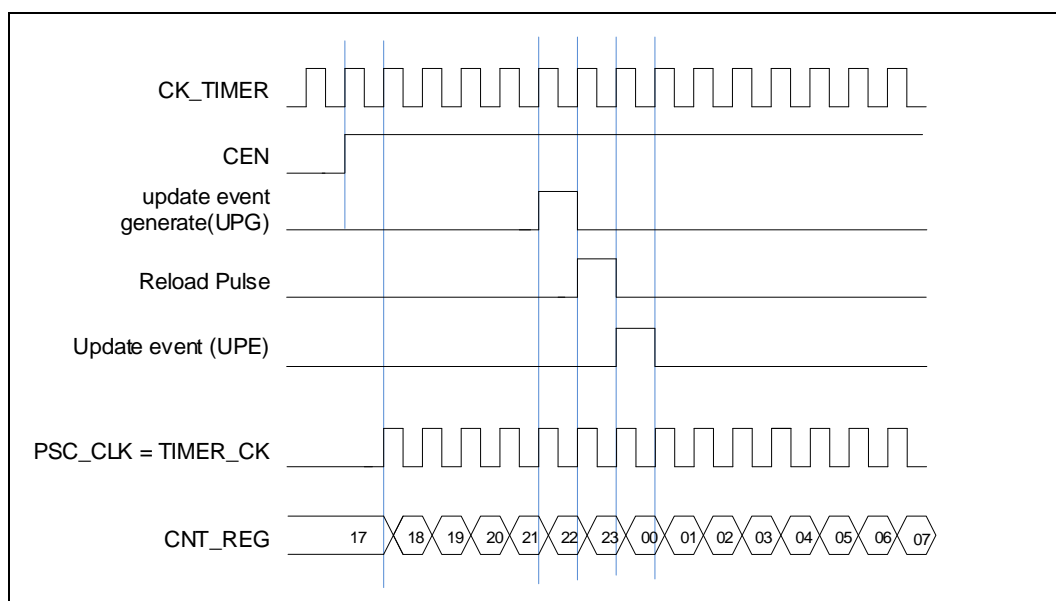 CK_TIMER
CEN
update event
generate(UPG)
Reload Pulse
Update event (UPE)
PSC_CLK = TIMER_CK
CNT_REG 17 18 19 20 21 22 23 00 01 02 03 04 05 06 07